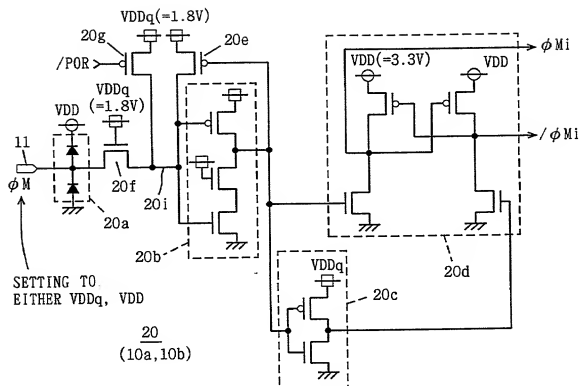 VDDq(=1.8V)
20g
20e
/POR
φMi
VDDq
(=1.8V)
VDD
VDD(=3.3V)
VDD
11
/φMi
φM
20f
20i
20a
20b
20d
VDDq
20c
SETTING TO
EITHER VDDq, VDD
20
(10a,10b)